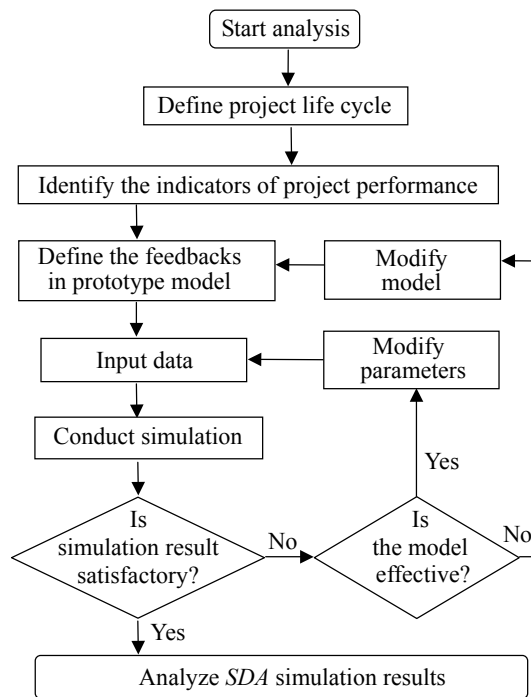 Start analysis
Define project life cycle
Identify the indicators of project performance
Define the feedbacks
in prototype model
Modify
model
Input data
Modify
parameters
Conduct simulation
Yes
Is
simulation result
satisfactory?
No
Is
the model
effective?
No
Yes
Analyze SDA simulation results